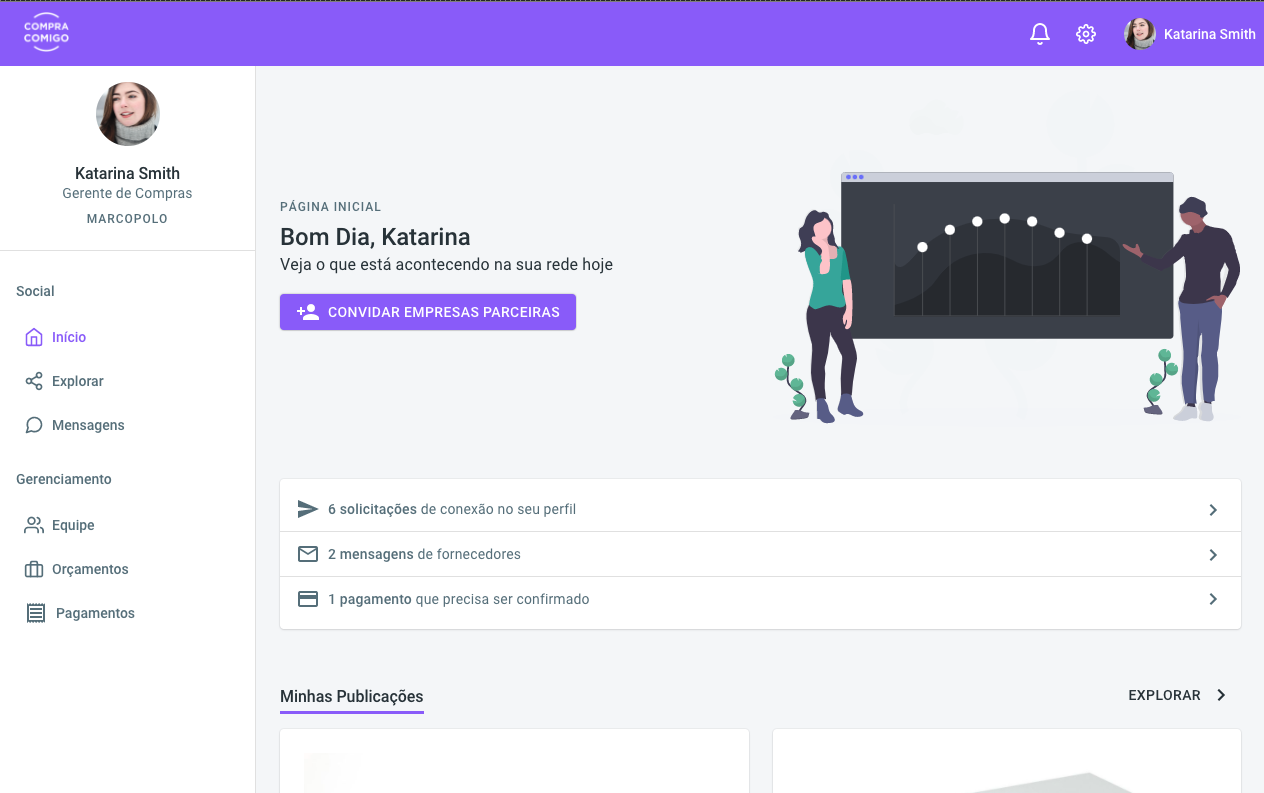 COMPRA
COMIGO
Katarina Smith
Katarina Smith
Gerente de Compras
MARCOPOLO
Social
Início
Explorar
Mensagens
Gerenciamento
Equipe
Orçamentos
Pagamentos
PÁGINA INICIAL
Bom Dia, Katarina
Veja o que está acontecendo na sua rede hoje
CONVIDAR EMPRESAS PARCEIRAS
6 solicitações de conexão no seu perfil
2 mensagens de fornecedores
1 pagamento que precisa ser confirmado
Minhas Publicações
EXPLORAR